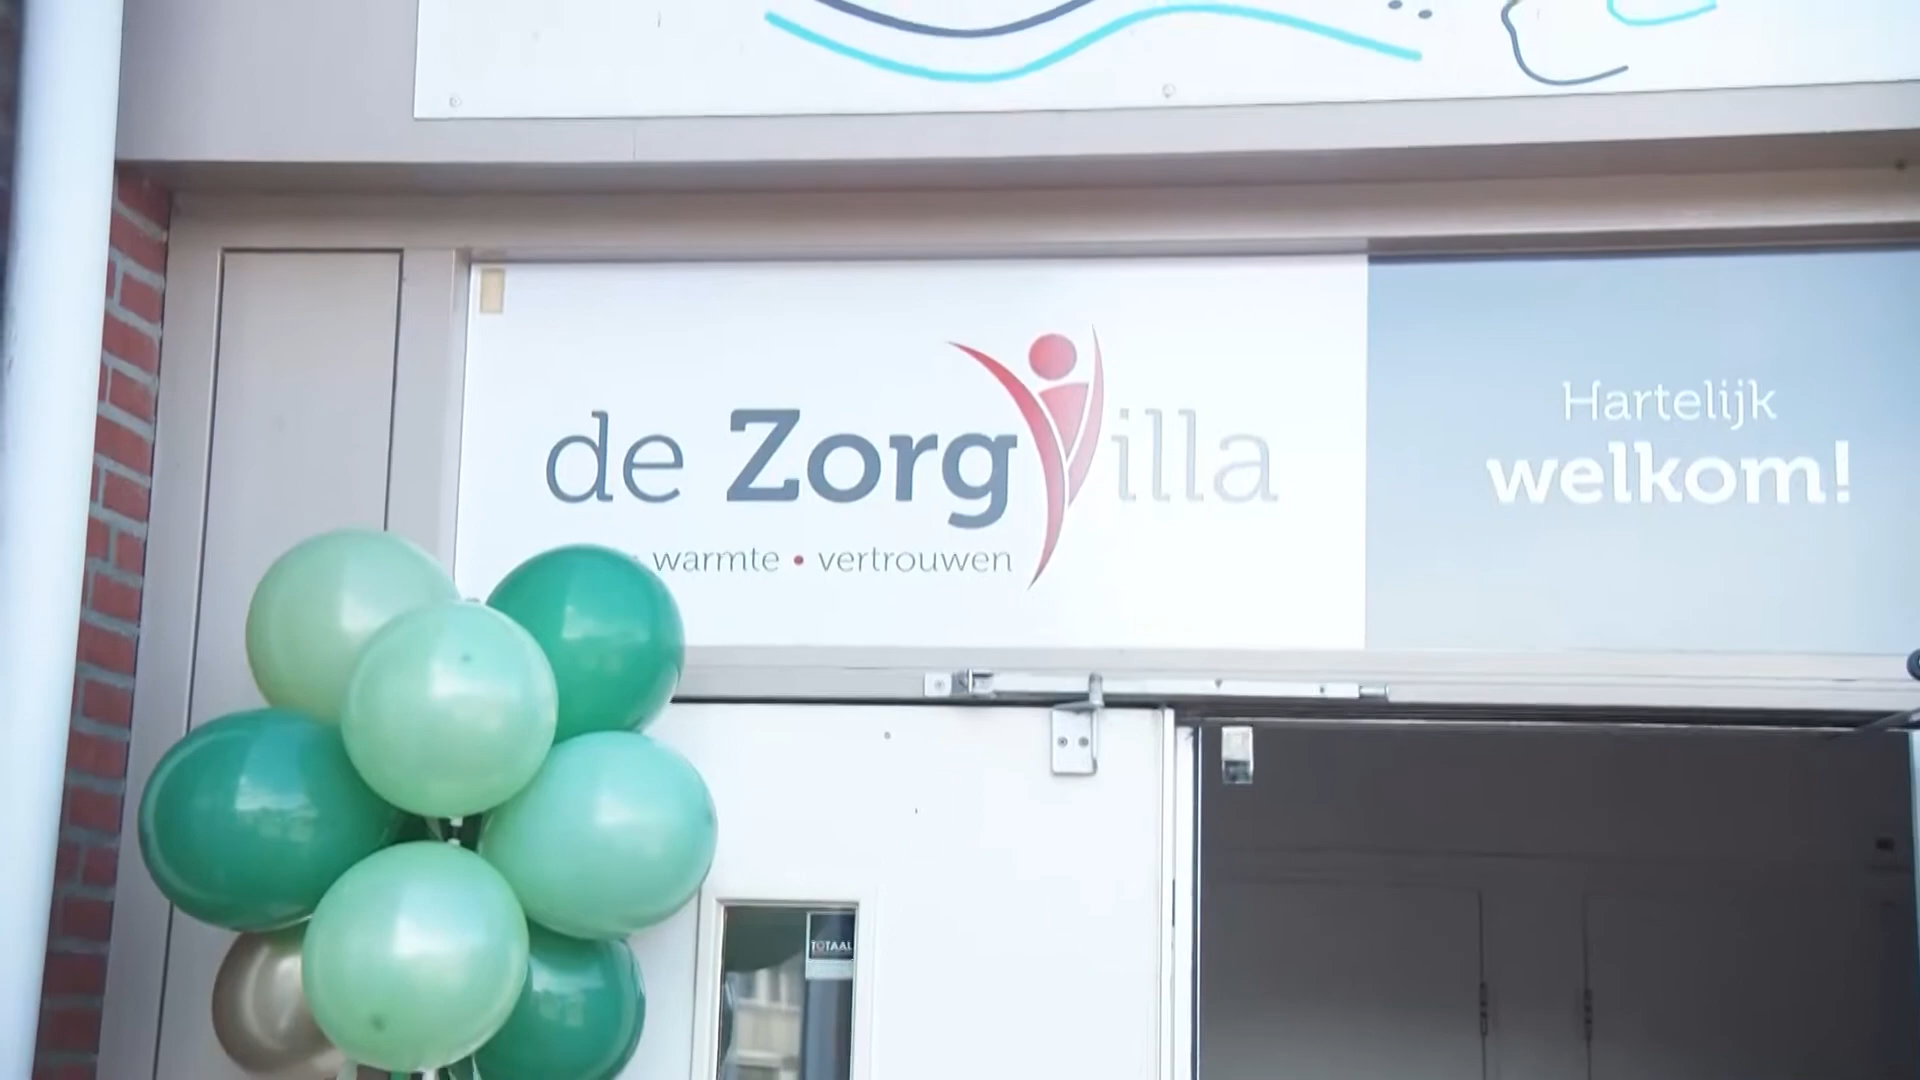 de ZorgVilla
• warmte • vertrouwen
Hartelijk
welkom!
TOTAAL